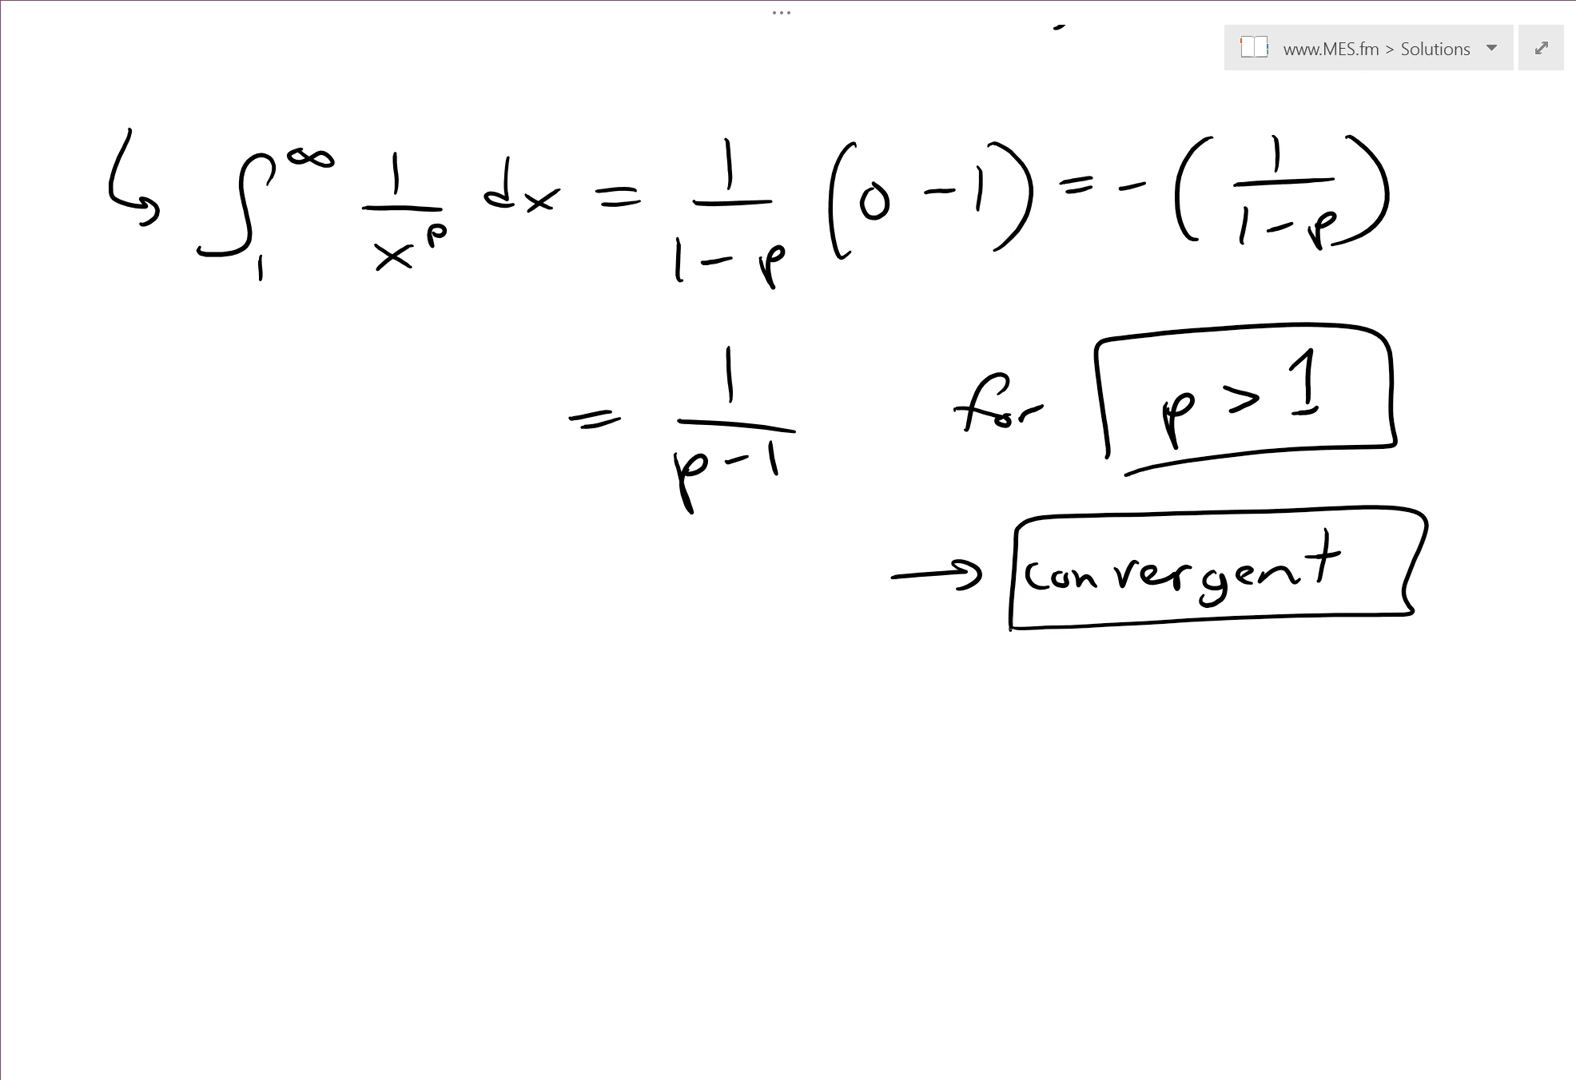 www.MES.fm > Solutions
↳ ∫₁^∞ 1/x^p dx = 1/(1-p) (0 - 1) = - (1/(1-p))
= 1/(p-1) for p > 1
→ convergent